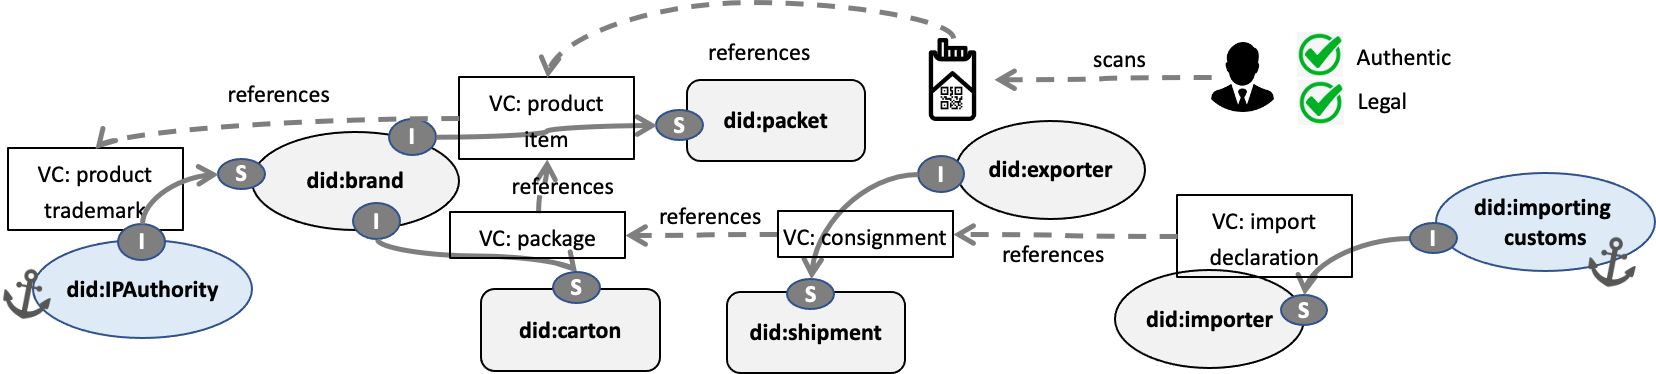 references
scans
Authentic
Legal
references
VC: product
item
I
S
did:packet
VC: product
trademark
S
did:brand
references
I
did:exporter
I
I
VC: package
references
VC: consignment
references
VC: import
declaration
I
did:importing
customs
I
did:IPAuthority
S
did:carton
S
did:shipment
did:importer
S